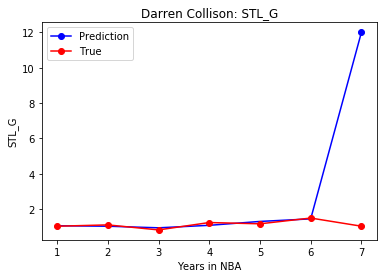 Darren Collison: STL_G
Prediction
True
12
10
8
6
4
2
STL_G
1 2 3 4 5 6 7
Years in NBA